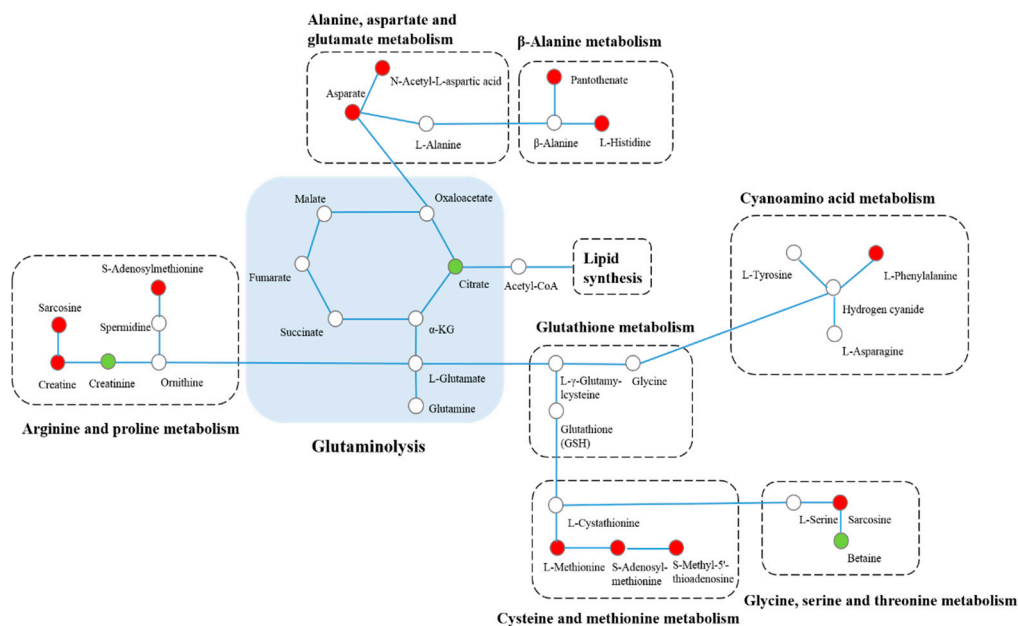 Alanine, aspartate and
glutamate metabolism
β-Alanine metabolism
N-Acetyl-L-aspartic acid
Asparate
L-Alanine
Pantothenate
β-Alanine
L-Histidine
Malate
Oxaloacetate
Fumarate
Citrate
Succinate
α-KG
L-Glutamate
Glutamine
Glutaminolysis
Acetyl-CoA
Lipid
synthesis
Cyanoamino acid metabolism
L-Tyrosine
L-Phenylalanine
Hydrogen cyanide
L-Asparagine
S-Adenosylmethionine
Sarcosine
Spermidine
Creatine
Creatinine
Ornithine
Arginine and proline metabolism
Glutathione metabolism
L-γ-Glutamy-
lcysteine
Glycine
Glutathione
(GSH)
L-Cystathionine
L-Methionine
S-Adenosyl-
methionine
S-Methyl-5'-
thioadenosine
Cysteine and methionine metabolism
L-Serine
Sarcosine
Betaine
Glycine, serine and threonine metabolism